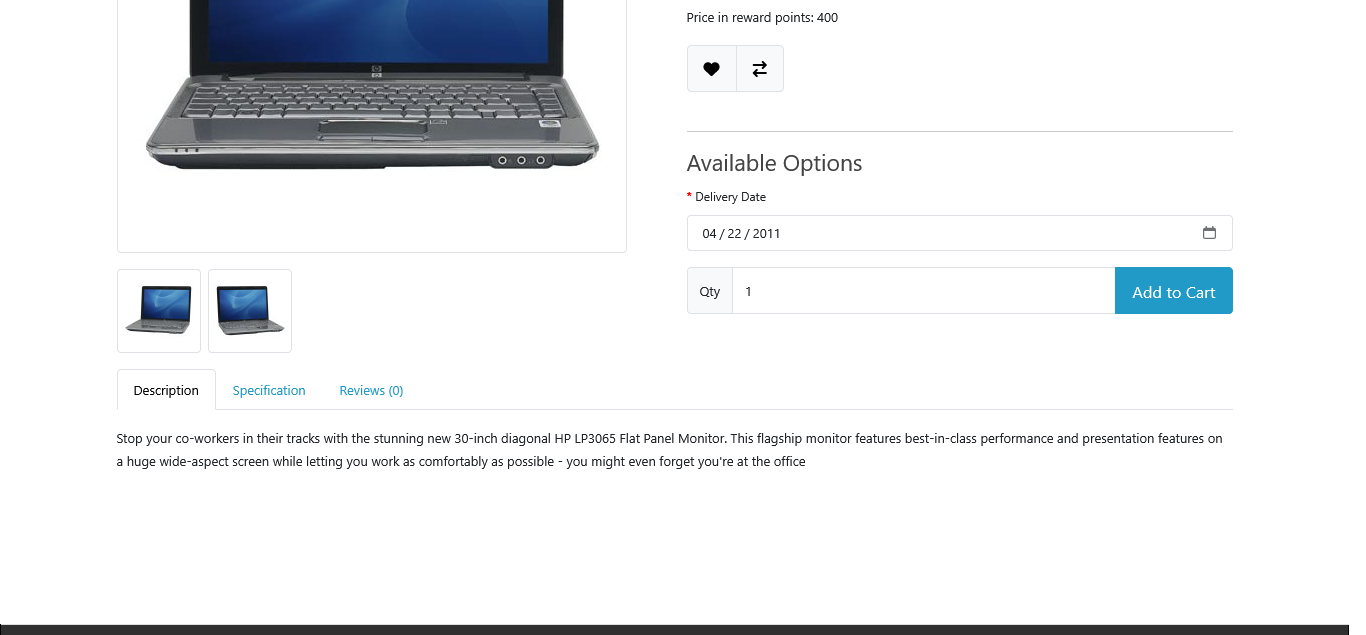 Price in reward points: 400
Available Options
* Delivery Date
04 / 22 / 2011
Qty
1
Add to Cart
Description
Specification
Reviews (0)
Stop your co-workers in their tracks with the stunning new 30-inch diagonal HP LP3065 Flat Panel Monitor. This flagship monitor features best-in-class performance and presentation features on
a huge wide-aspect screen while letting you work as comfortably as possible - you might even forget you're at the office